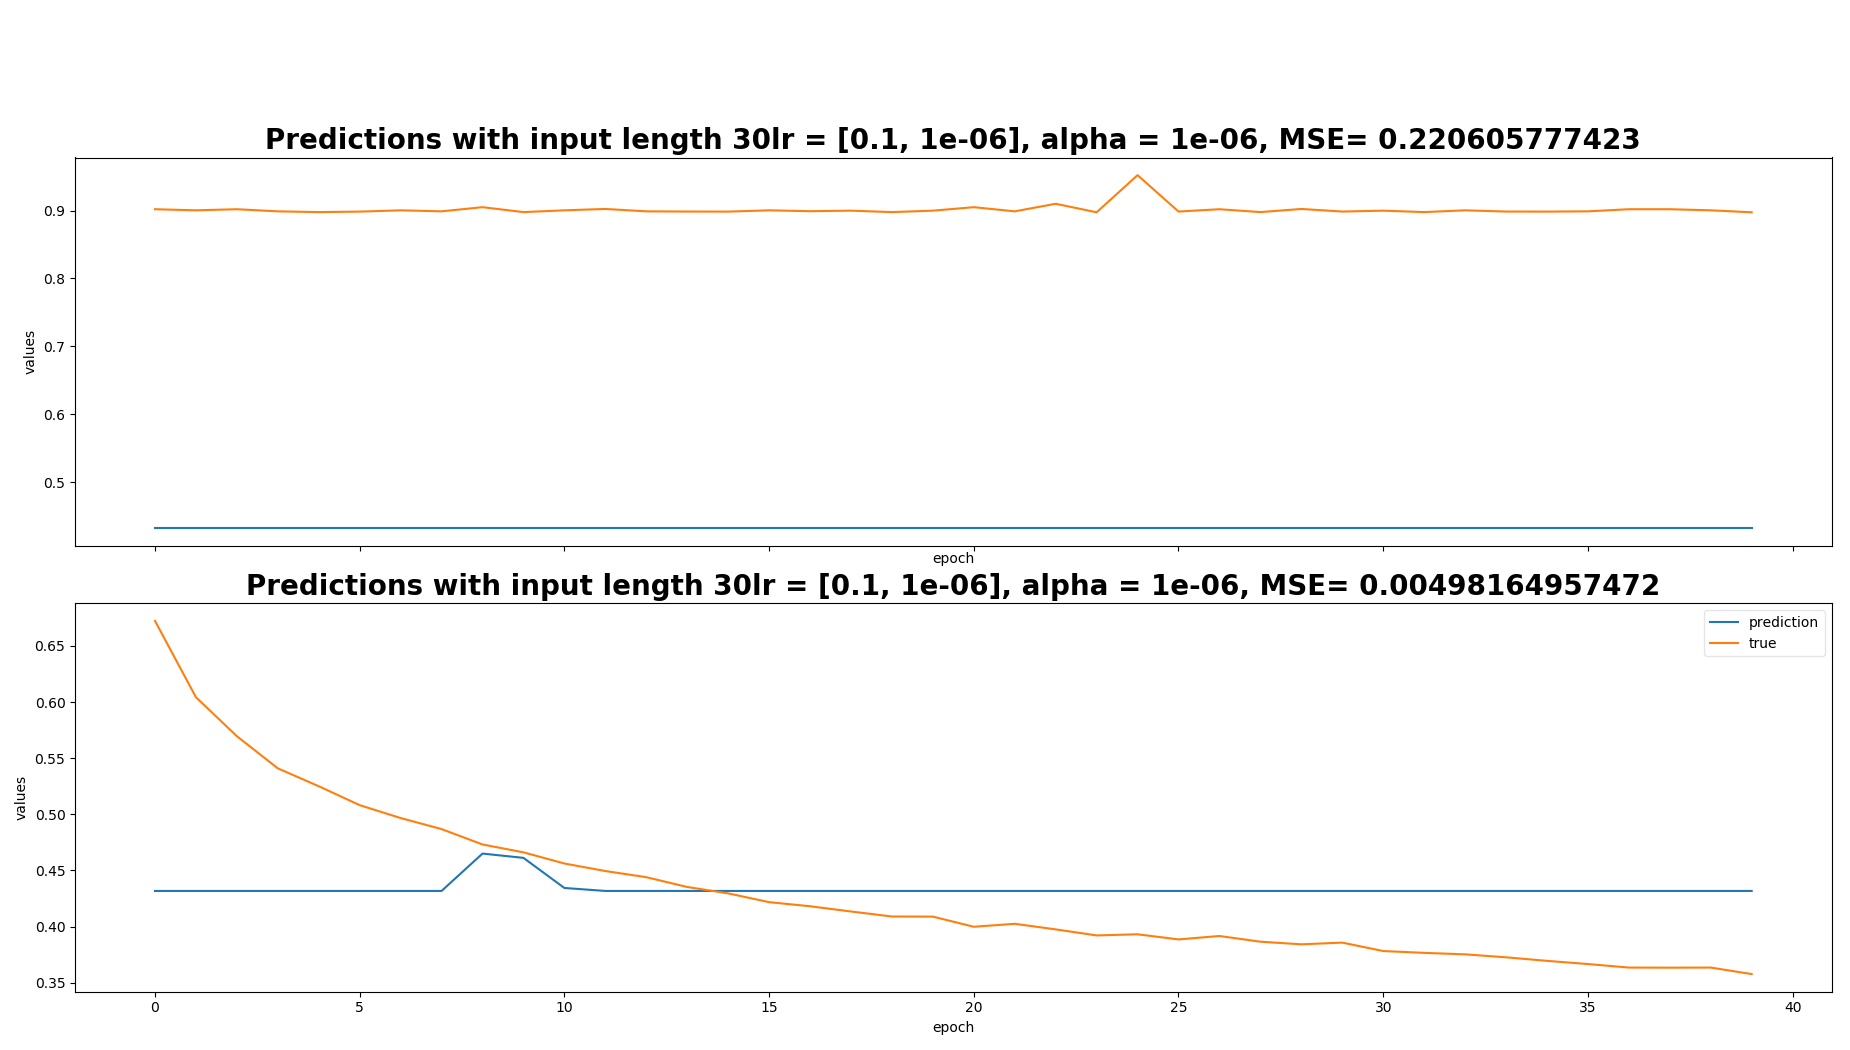 Predictions with input length 30lr = [0.1, 1e-06], alpha = 1e-06, MSE= 0.220605777423
0.9
0.8
0.7
0.6
0.5
values
epoch
Predictions with input length 30lr = [0.1, 1e-06], alpha = 1e-06, MSE= 0.00498164957472
prediction
true
0.65
0.60
0.55
0.50
0.45
0.40
0.35
values
0 5 10 15 20 25 30 35 40
epoch